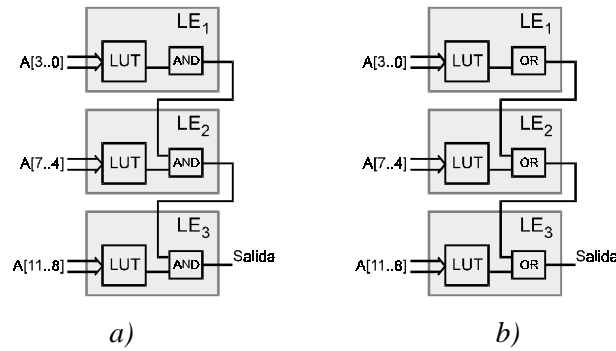 LE1
A[3..0] LUT AND
LE2
A[7..4] LUT AND
LE3
A[11..8] LUT AND Salida
a)
LE1
A[3..0] LUT OR
LE2
A[7..4] LUT OR
LE3
A[11..8] LUT OR Salida
b)